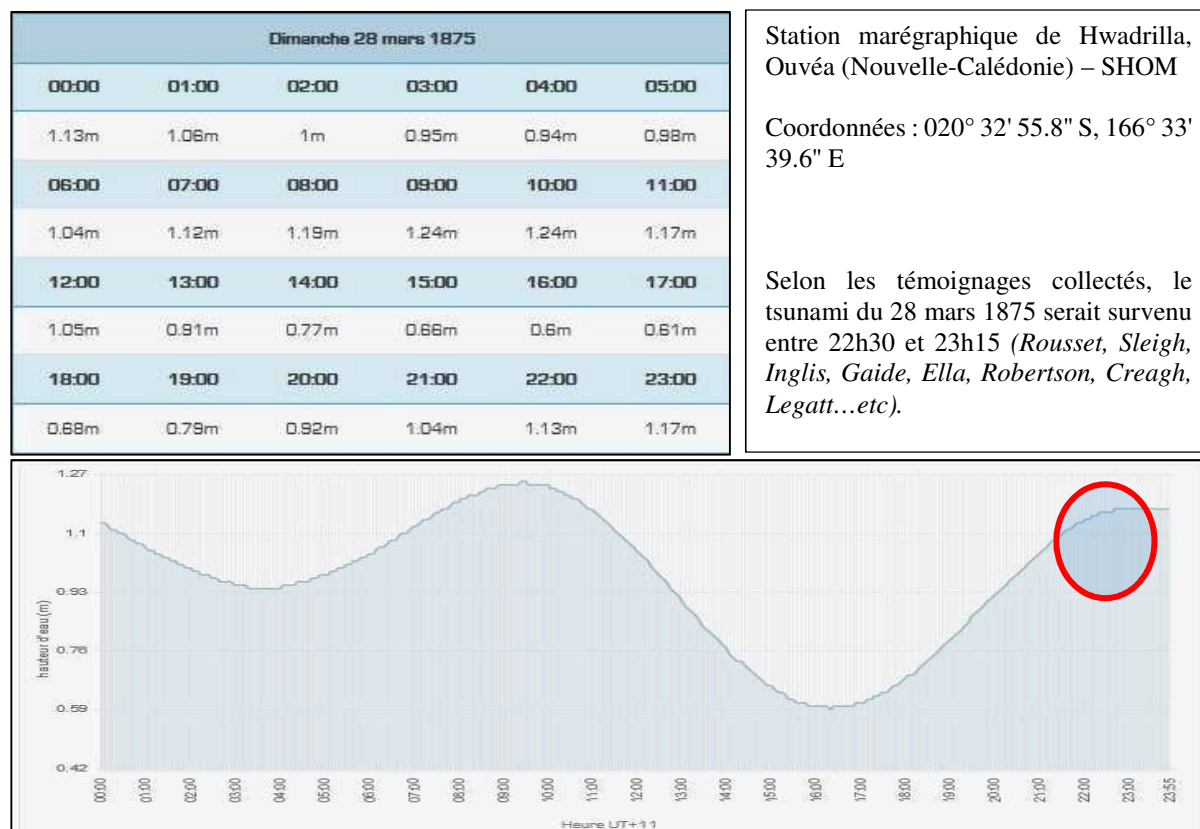 Dimanche 28 mars 1875
00:00 01:00 02:00 03:00 04:00 05:00
1.13m 1.06m 1m 0.95m 0.94m 0.98m
06:00 07:00 08:00 09:00 10:00 11:00
1.04m 1.12m 1.19m 1.24m 1.24m 1.17m
12:00 13:00 14:00 15:00 16:00 17:00
1.05m 0.91m 0.77m 0.66m 0.6m 0.61m
18:00 19:00 20:00 21:00 22:00 23:00
0.68m 0.79m 0.92m 1.04m 1.13m 1.17m
Station marégraphique de Hwadrilla,
Ouvéa (Nouvelle-Calédonie) – SHOM
Coordonnées : 020° 32' 55.8" S, 166° 33'
39.6" E
Selon les témoignages collectés, le
tsunami du 28 mars 1875 serait survenu
entre 22h30 et 23h15 (Rousset, Sleigh,
Inglis, Gaide, Ella, Robertson, Creagh,
Legatt…etc).
hauteur d'eau(m)
1.27
1.1
0.93
0.76
0.59
0.42
00:00 01:00 02:00 03:00 04:00 05:00 06:00 07:00 08:00 09:00 10:00 11:00 12:00 13:00 14:00 15:00 16:00 17:00 18:00 19:00 20:00 21:00 22:00 23:00 23:55
Heure UT+11